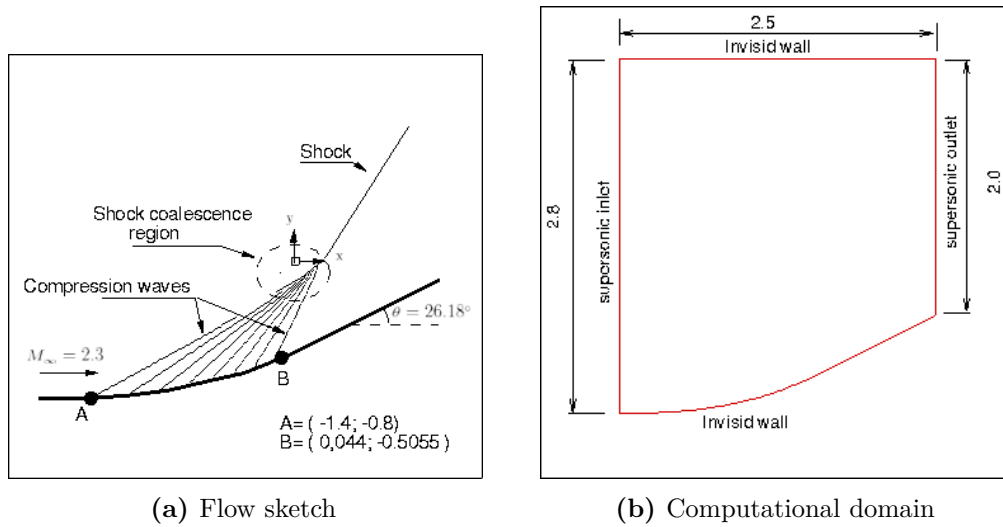 Shock
Shock coalescence
region
y
x
Compression waves
θ = 26.18°
M∞ = 2.3
A
B
A= ( -1.4; -0.8)
B= ( 0,044; -0.5055 )
(a) Flow sketch
2.5
Invisid wall
2.8
supersonic inlet
supersonic outlet
2.0
Invisid wall
(b) Computational domain